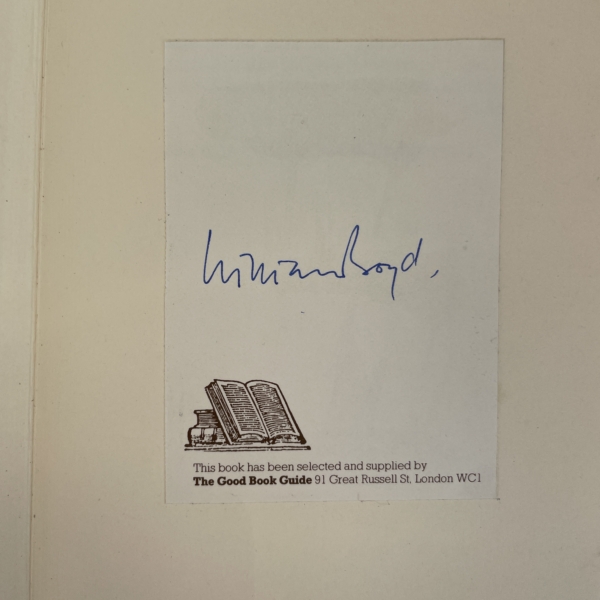 William Boyd.
This book has been selected and supplied by
The Good Book Guide 91 Great Russell St, London WC1